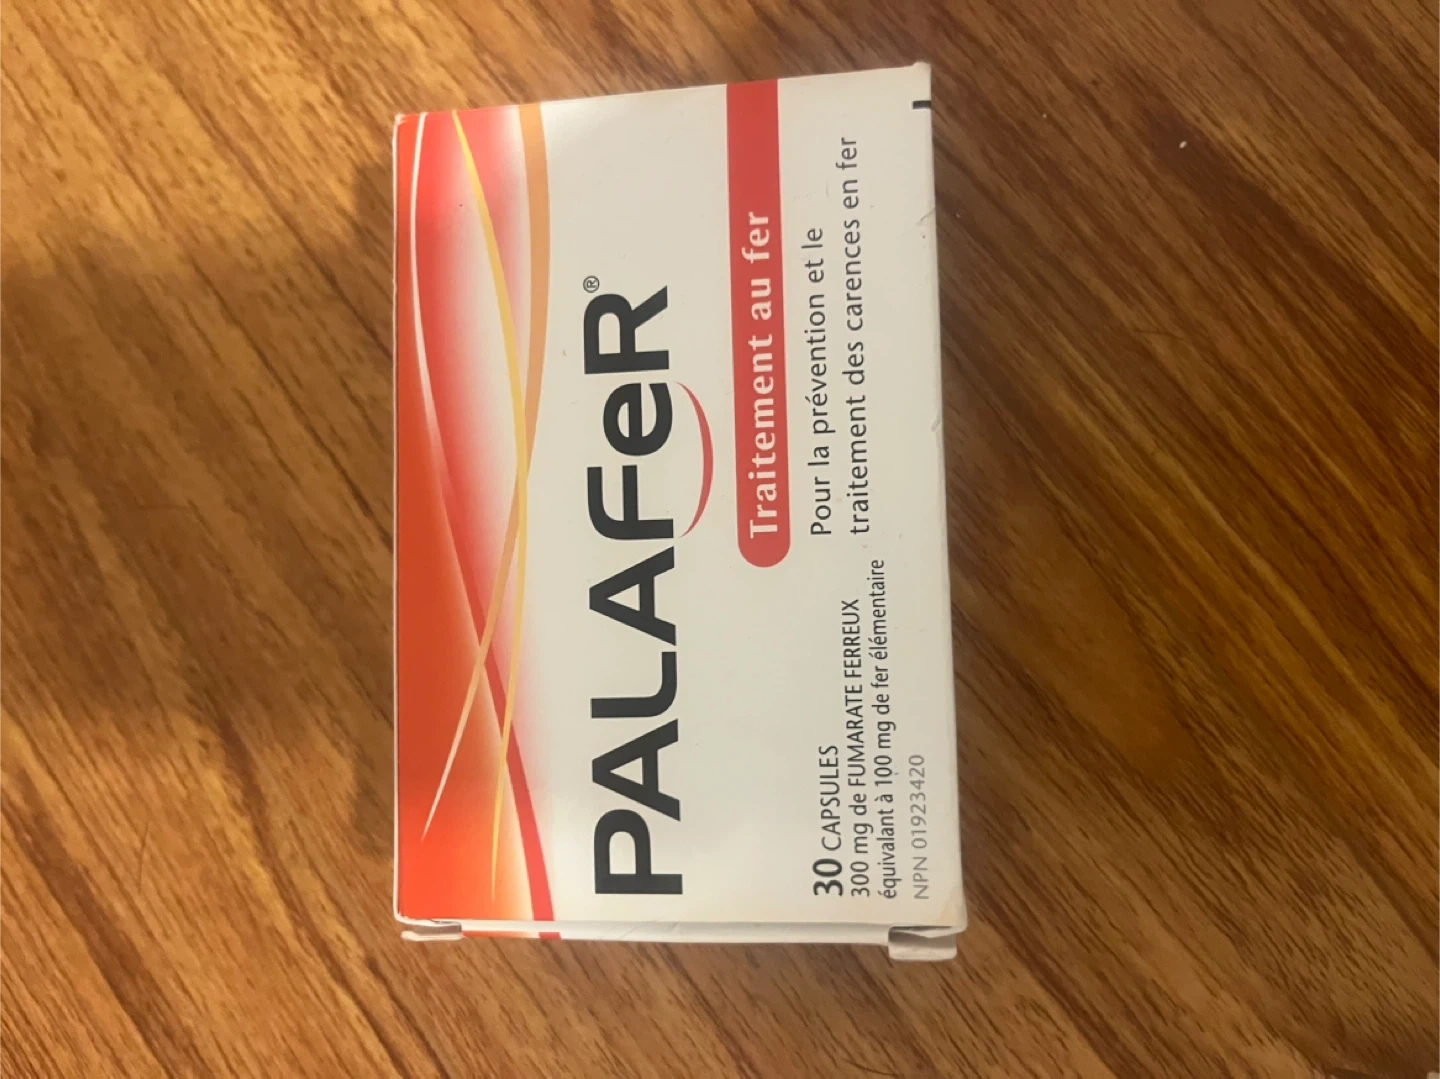 PALAFeR®
Traitement au fer
Pour la prévention et le
traitement des carences en fer
30 CAPSULES
300 mg de FUMARATE FERREUX
équivalant à 100 mg de fer élémentaire
NPN 01923420